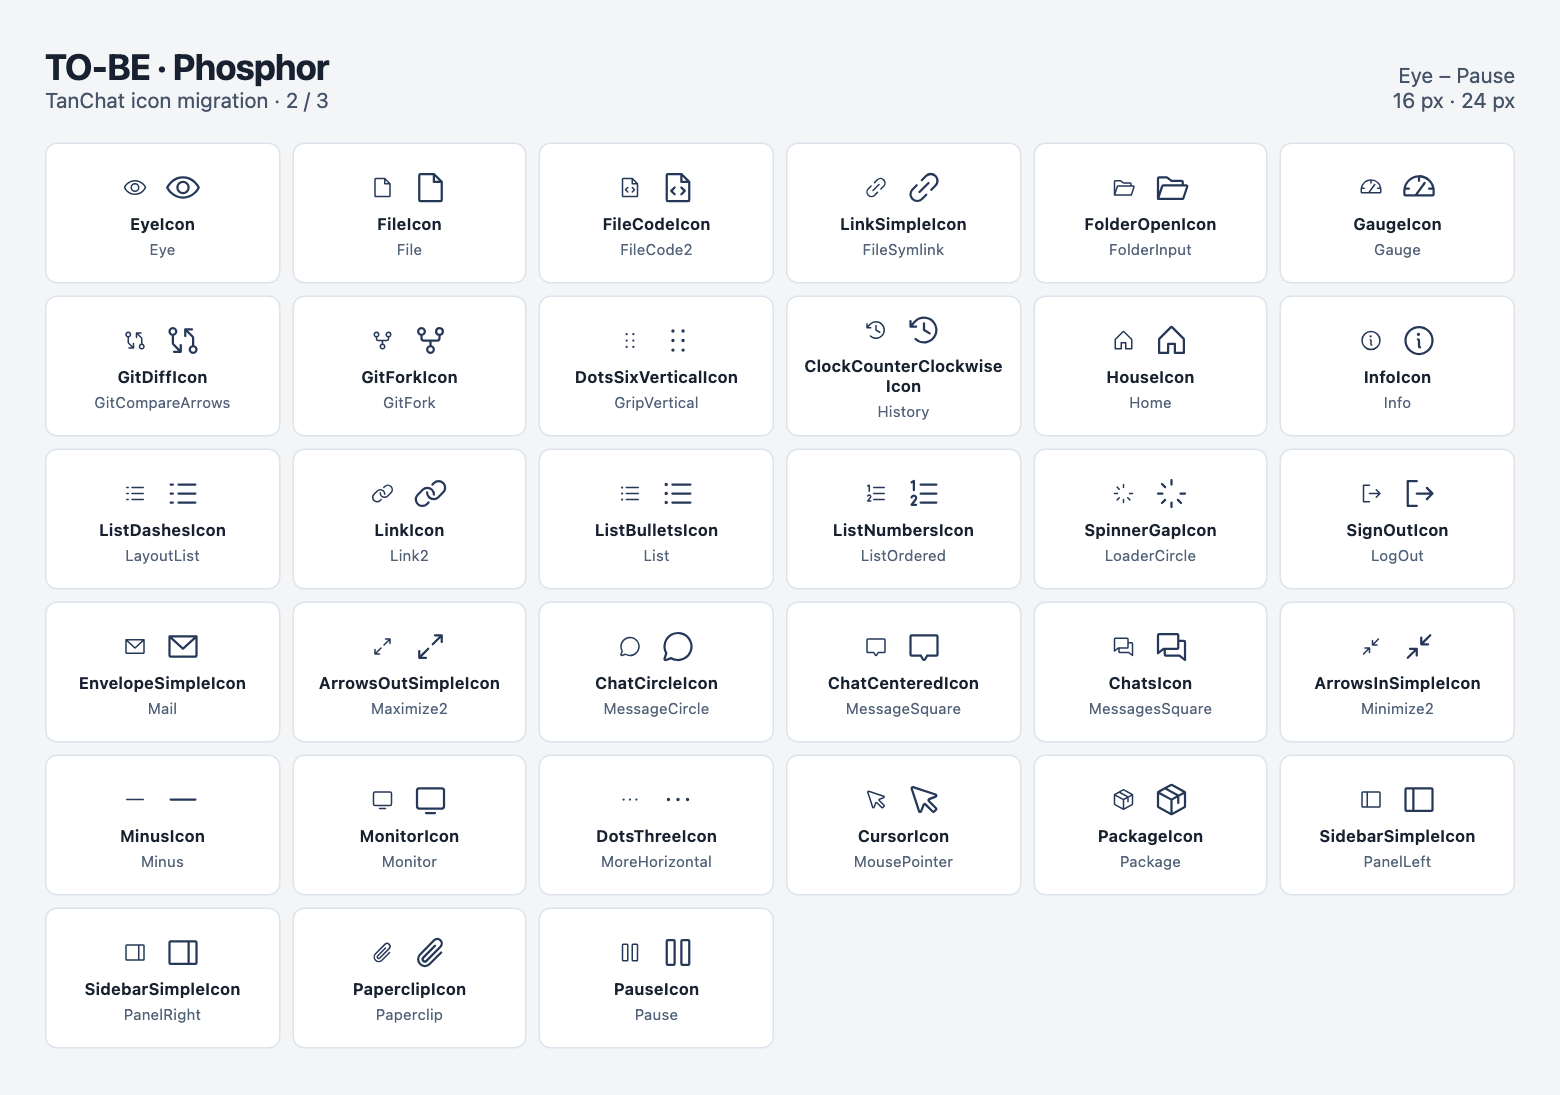 TO-BE · Phosphor
TanChat icon migration · 2 / 3
Eye – Pause
16 px · 24 px
EyeIcon
Eye
FileIcon
File
FileCodeIcon
FileCode2
LinkSimpleIcon
FileSymlink
FolderOpenIcon
FolderInput
GaugeIcon
Gauge
GitDiffIcon
GitCompareArrows
GitForkIcon
GitFork
DotsSixVerticalIcon
GripVertical
ClockCounterClockwise
Icon
History
HouseIcon
Home
InfoIcon
Info
ListDashesIcon
LayoutList
LinkIcon
Link2
ListBulletsIcon
List
ListNumbersIcon
ListOrdered
SpinnerGapIcon
LoaderCircle
SignOutIcon
LogOut
EnvelopeSimpleIcon
Mail
ArrowsOutSimpleIcon
Maximize2
ChatCircleIcon
MessageCircle
ChatCenteredIcon
MessageSquare
ChatsIcon
MessagesSquare
ArrowsInSimpleIcon
Minimize2
MinusIcon
Minus
MonitorIcon
Monitor
DotsThreeIcon
MoreHorizontal
CursorIcon
MousePointer
PackageIcon
Package
SidebarSimpleIcon
PanelLeft
SidebarSimpleIcon
PanelRight
PaperclipIcon
Paperclip
PauseIcon
Pause